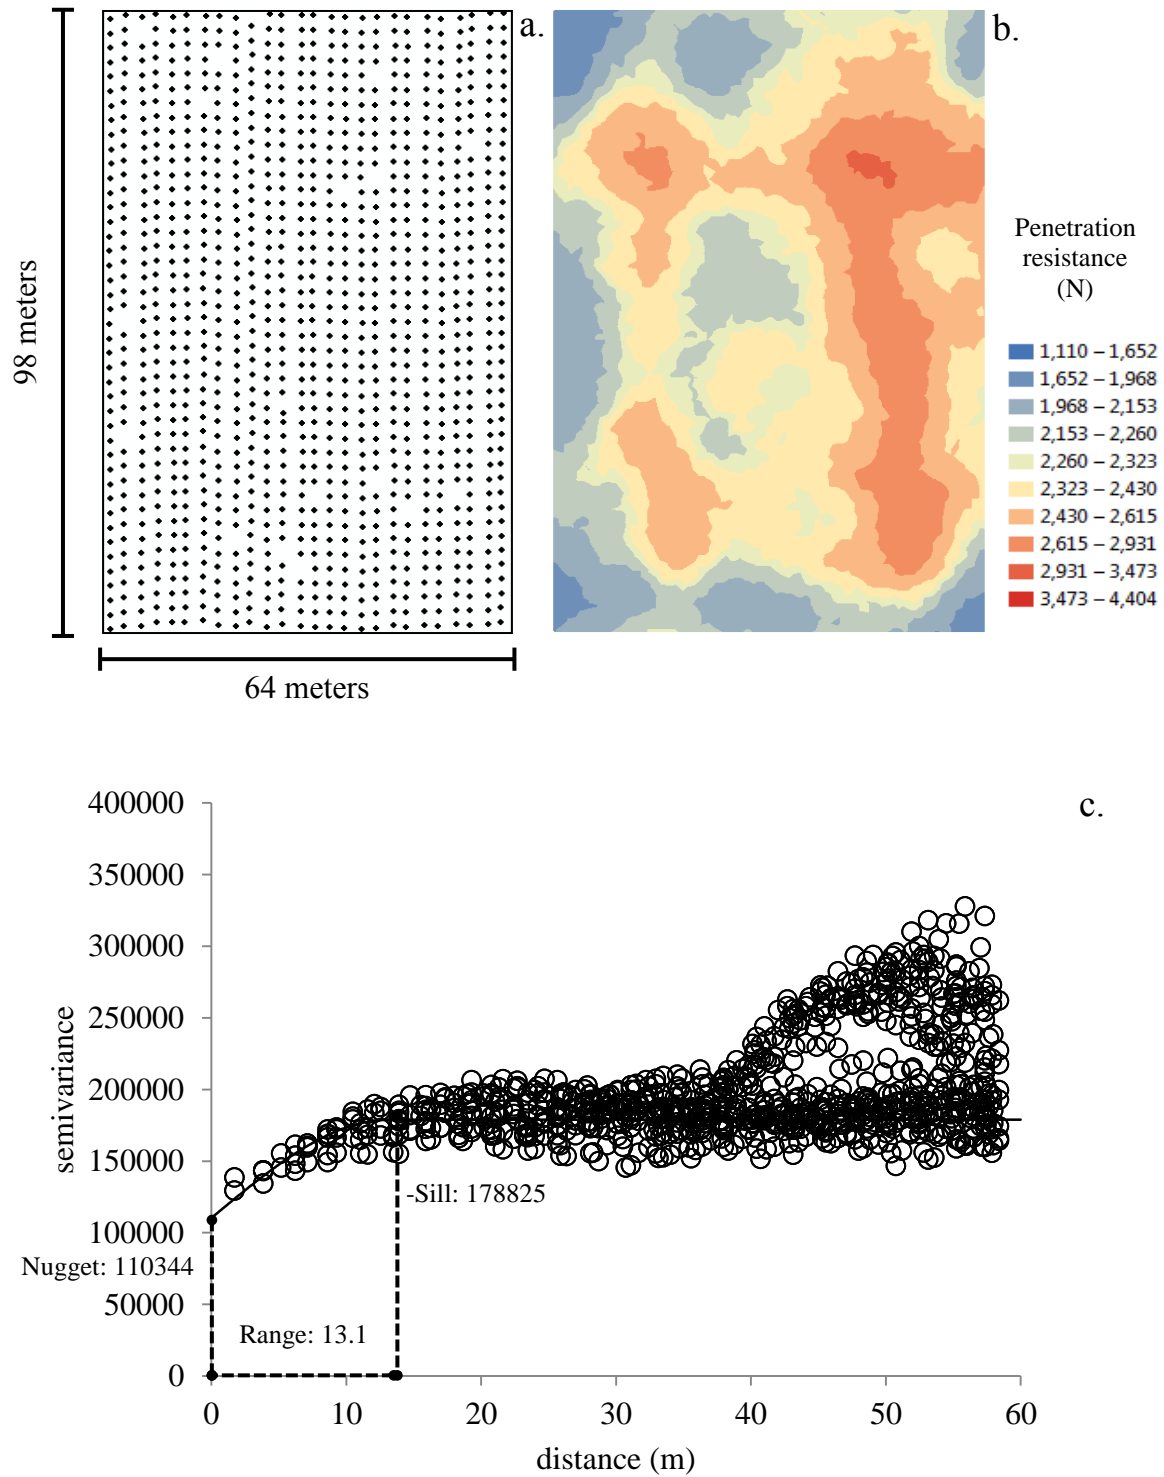 a.
b.
98 meters
64 meters
Penetration
resistance
(N)
1,110 – 1,652
1,652 – 1,968
1,968 – 2,153
2,153 – 2,260
2,260 – 2,323
2,323 – 2,430
2,430 – 2,615
2,615 – 2,931
2,931 – 3,473
3,473 – 4,404
c.
semivariance
400000
350000
300000
250000
200000
150000
100000
50000
0
-Sill: 178825
Nugget: 110344
Range: 13.1
0 10 20 30 40 50 60
distance (m)